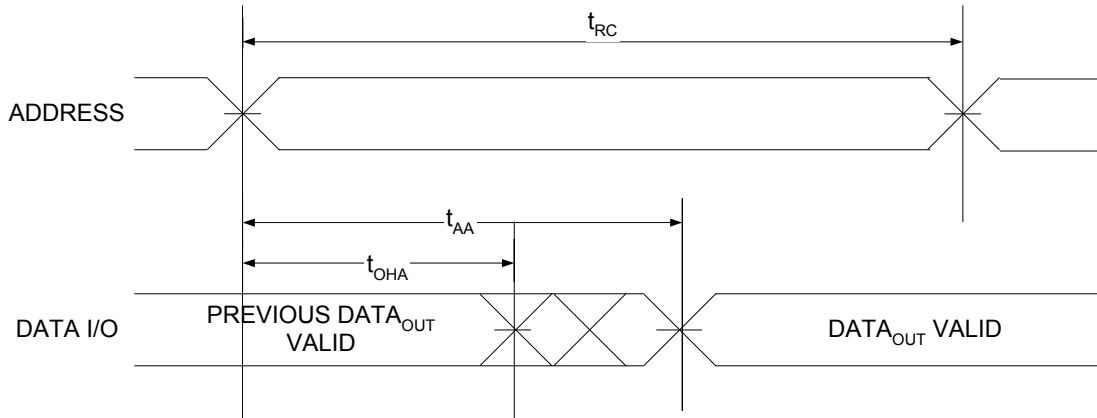 tRC
ADDRESS
tAA
tOHA
DATA I/O
PREVIOUS DATAOUT
VALID
DATAOUT VALID